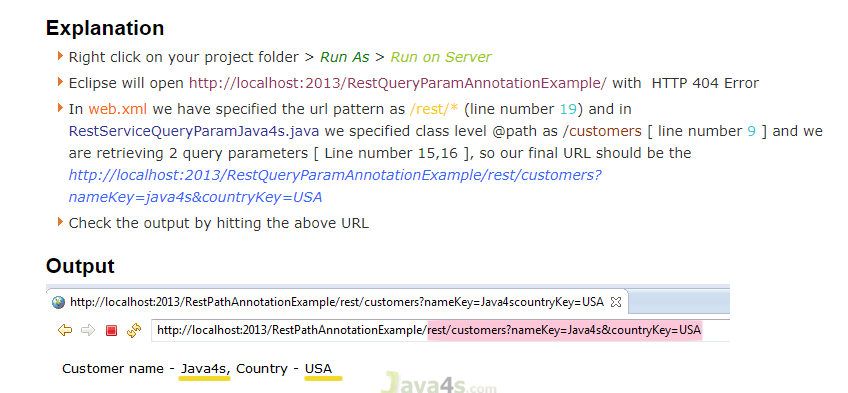 Explanation
Right click on your project folder > Run As > Run on Server
Eclipse will open http://localhost:2013/RestQueryParamAnnotationExample/ with HTTP 404 Error
In web.xml we have specified the url pattern as /rest/* (line number 19) and in
RestServiceQueryParamJava4s.java we specified class level @path as /customers [ line number 9 ] and we
are retrieving 2 query parameters [ Line number 15,16 ], so our final URL should be the
http://localhost:2013/RestQueryParamAnnotationExample/rest/customers?
nameKey=java4s&countryKey=USA
Check the output by hitting the above URL
Output
http://localhost:2013/RestPathAnnotationExample/rest/customers?nameKey=Java4scountryKey=USA
http://localhost:2013/RestPathAnnotationExample/rest/customers?nameKey=Java4s&countryKey=USA
Customer name - Java4s, Country - USA
Java4s.com